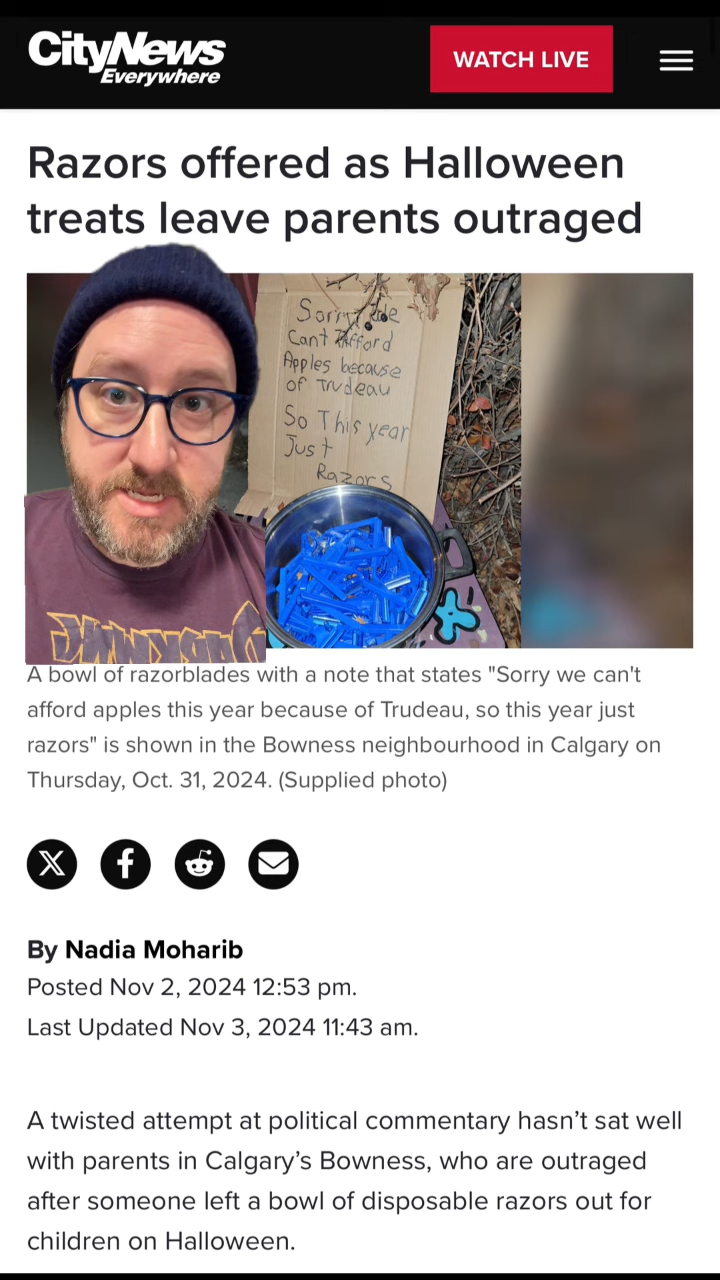 CityNews
Everywhere
WATCH LIVE
Razors offered as Halloween
treats leave parents outraged
Sorry we
Cant Afford
Apples because
of Trudeau
So This year
Just
Razors
A bowl of razorblades with a note that states "Sorry we can't
afford apples this year because of Trudeau, so this year just
razors" is shown in the Bowness neighbourhood in Calgary on
Thursday, Oct. 31, 2024. (Supplied photo)
By Nadia Moharib
Posted Nov 2, 2024 12:53 pm.
Last Updated Nov 3, 2024 11:43 am.
A twisted attempt at political commentary hasn’t sat well
with parents in Calgary’s Bowness, who are outraged
after someone left a bowl of disposable razors out for
children on Halloween.